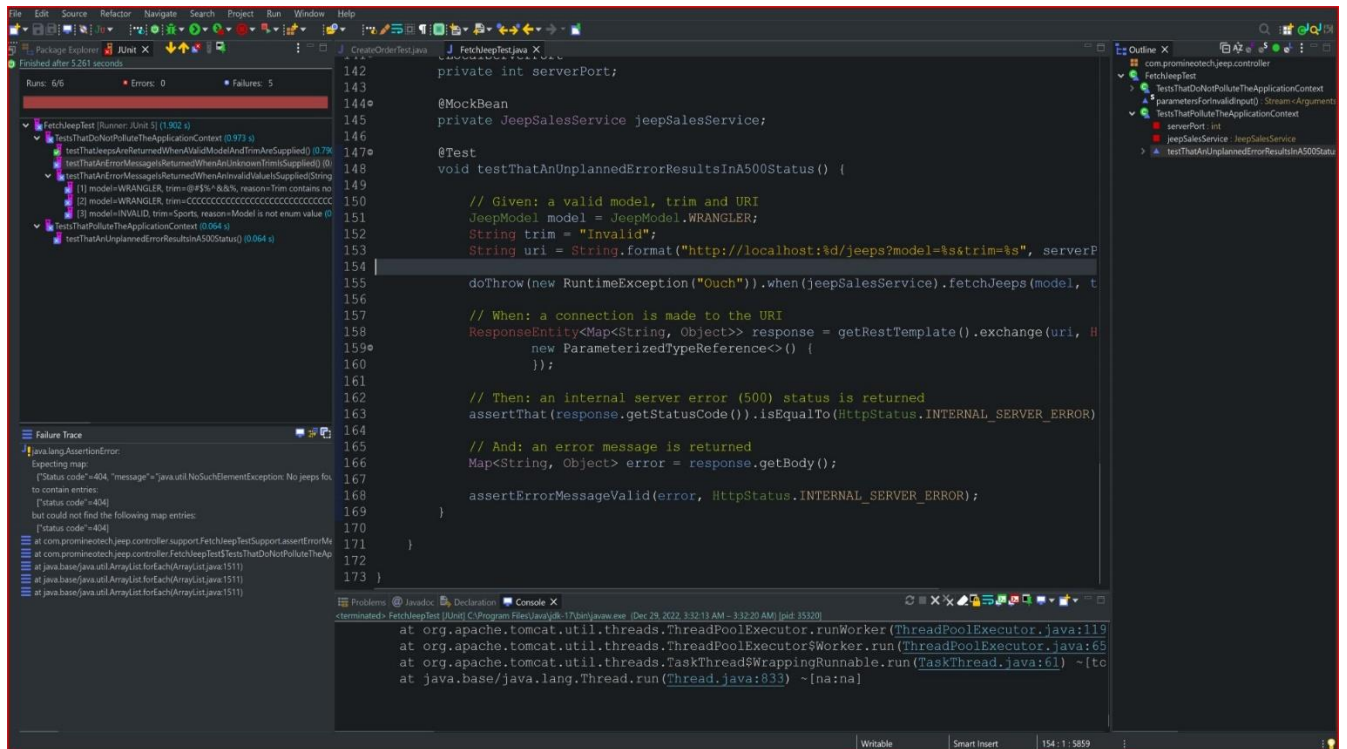 File Edit Source Refactor Navigate Search Project Run Window Help
Package Explorer JUnit
Finished after 5.261 seconds
Runs: 6/6 Errors: 0 Failures: 5
FetchJeepTest [Runner: JUnit 5] (1.902 s)
TestsThatDoNotPolluteTheApplicationContext (0.973 s)
testThatJeepsAreReturnedWhenAValidModelAndTrimAreSupplied() (0.790
testThatAnErrorMessageIsReturnedWhenAnUnknownTrimIsSupplied() (0.
testThatAnErrorMessageIsReturnedWhenAnInvalidValueIsSupplied(String
[1] model=WRANGLER, trim=@#$%^&&%, reason=Trim contains no
[2] model=WRANGLER, trim=CCCCCCCCCCCCCCCCCCCCCCCCCCCC
[3] model=INVALID, trim=Sports, reason=Model is not enum value (0
TestsThatPolluteTheApplicationContext (0.064 s)
testThatAnUnplannedErrorResultsInA500Status() (0.064 s)
Failure Trace
java.lang.AssertionError:
Expecting map:
{"Status code"=404, "message"="java.util.NoSuchElementException: No jeeps fou
to contain entries:
["status code"=404]
but could not find the following map entries:
["status code"=404]
at com.promineotech.jeep.controller.support.FetchJeepTestSupport.assertErrorMe
at com.promineotech.jeep.controller.FetchJeepTest$TestsThatDoNotPolluteTheAp
at java.base/java.util.ArrayList.forEach(ArrayList.java:1511)
at java.base/java.util.ArrayList.forEach(ArrayList.java:1511)
at java.base/java.util.ArrayList.forEach(ArrayList.java:1511)
CreateOrderTest.java FetchJeepTest.java
142 private int serverPort;
143
144 @MockBean
145 private JeepSalesService jeepSalesService;
146
147 @Test
148 void testThatAnUnplannedErrorResultsInA500Status() {
149
150 // Given: a valid model, trim and URI
151 JeepModel model = JeepModel.WRANGLER;
152 String trim = "Invalid";
153 String uri = String.format("http://localhost:%d/jeeps?model=%s&trim=%s", serverP
154
155 doThrow(new RuntimeException("Ouch")).when(jeepSalesService).fetchJeeps(model, t
156
157 // When: a connection is made to the URI
158 ResponseEntity<Map<String, Object>> response = getRestTemplate().exchange(uri, H
159 new ParameterizedTypeReference<>() {
160 });
161
162 // Then: an internal server error (500) status is returned
163 assertThat(response.getStatusCode()).isEqualTo(HttpStatus.INTERNAL_SERVER_ERROR)
164
165 // And: an error message is returned
166 Map<String, Object> error = response.getBody();
167
168 assertErrorMessageValid(error, HttpStatus.INTERNAL_SERVER_ERROR);
169 }
170
171 }
172
173 }
Problems Javadoc Declaration Console
<terminated> FetchJeepTest [JUnit] C:\Program Files\Java\jdk-17\bin\javaw.exe (Dec 29, 2022, 3:32:13 AM – 3:32:20 AM) [pid: 35320]
at org.apache.tomcat.util.threads.ThreadPoolExecutor.runWorker(ThreadPoolExecutor.java:119
at org.apache.tomcat.util.threads.ThreadPoolExecutor$Worker.run(ThreadPoolExecutor.java:65
at org.apache.tomcat.util.threads.TaskThread$WrappingRunnable.run(TaskThread.java:61) ~[to
at java.base/java.lang.Thread.run(Thread.java:833) ~[na:na]
Outline
com.promineotech.jeep.controller
FetchJeepTest
TestsThatDoNotPolluteTheApplicationContext
parametersForInvalidInput() : Stream<Arguments
TestsThatPolluteTheApplicationContext
serverPort : int
jeepSalesService : JeepSalesService
testThatAnUnplannedErrorResultsInA500Statu
Writable Smart Insert 154 : 1 : 5859